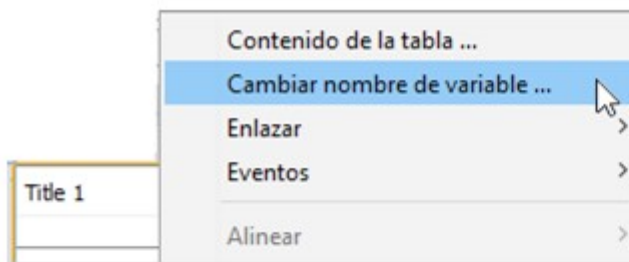 Contenido de la tabla ...
Cambiar nombre de variable ...
Enlazar
Eventos
Title 1
Alinear